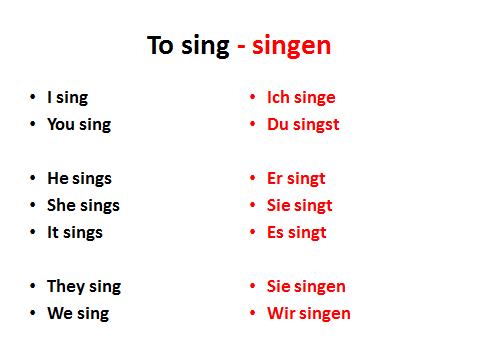 To sing - singen
• I sing
• You sing
• He sings
• She sings
• It sings
• They sing
• We sing
• Ich singe
• Du singst
• Er singt
• Sie singt
• Es singt
• Sie singen
• Wir singen